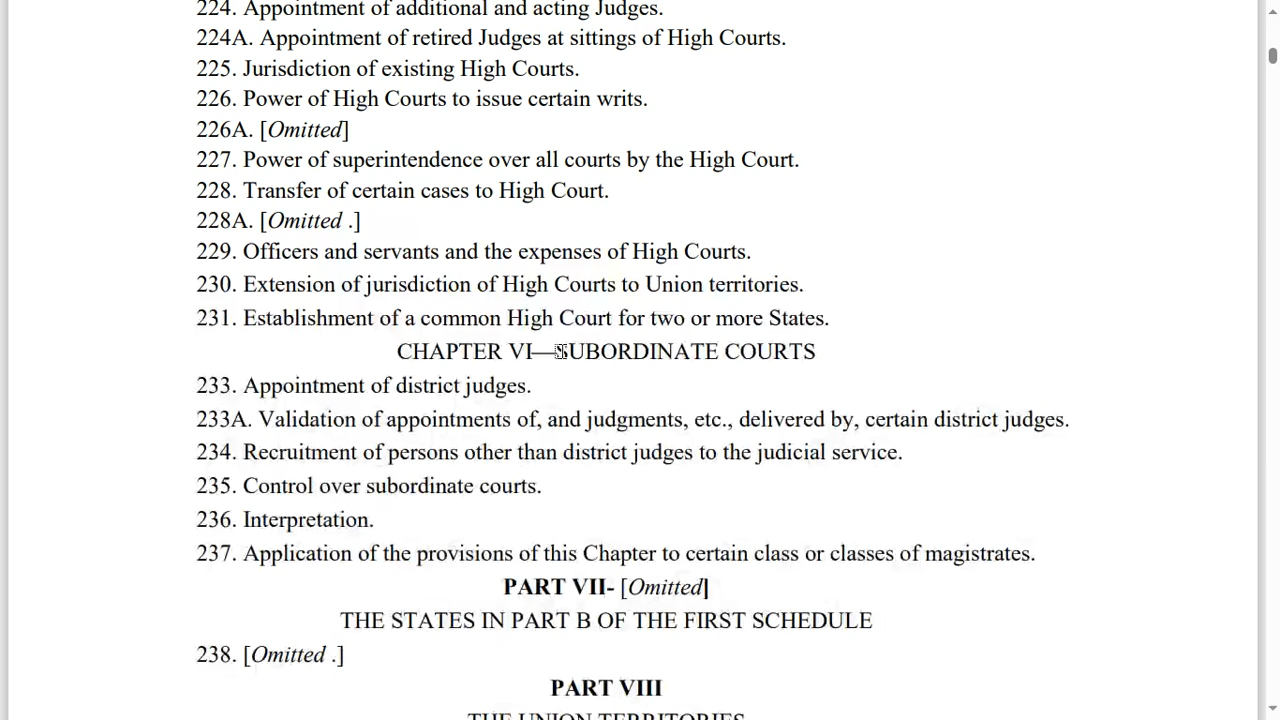 224. Appointment of additional and acting Judges.
224A. Appointment of retired Judges at sittings of High Courts.
225. Jurisdiction of existing High Courts.
226. Power of High Courts to issue certain writs.
226A. [Omitted]
227. Power of superintendence over all courts by the High Court.
228. Transfer of certain cases to High Court.
228A. [Omitted .]
229. Officers and servants and the expenses of High Courts.
230. Extension of jurisdiction of High Courts to Union territories.
231. Establishment of a common High Court for two or more States.
CHAPTER VI—SUBORDINATE COURTS
233. Appointment of district judges.
233A. Validation of appointments of, and judgments, etc., delivered by, certain district judges.
234. Recruitment of persons other than district judges to the judicial service.
235. Control over subordinate courts.
236. Interpretation.
237. Application of the provisions of this Chapter to certain class or classes of magistrates.
PART VII- [Omitted]
THE STATES IN PART B OF THE FIRST SCHEDULE
238. [Omitted .]
PART VIII
THE UNION TERRITORIES